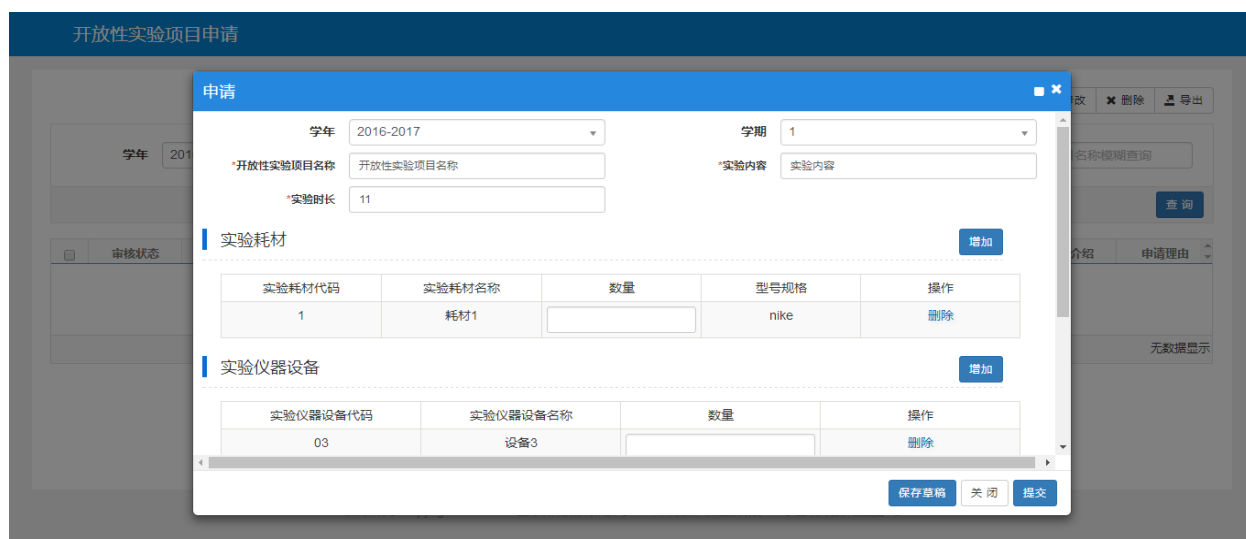 开放性实验项目申请
申请
改 删除 导出
学年 2016-2017 学期 1
学年 201
名称模糊查询
*开放性实验项目名称 开放性实验项目名称 *实验内容 实验内容
*实验时长 11
查 询
实验耗材 增加
审核状态 介绍 申请理由
实验耗材代码 实验耗材名称 数量 型号规格 操作
1 耗材1 nike 删除
无数据显示
实验仪器设备 增加
实验仪器设备代码 实验仪器设备名称 数量 操作
03 设备3 删除
保存草稿 关 闭 提交